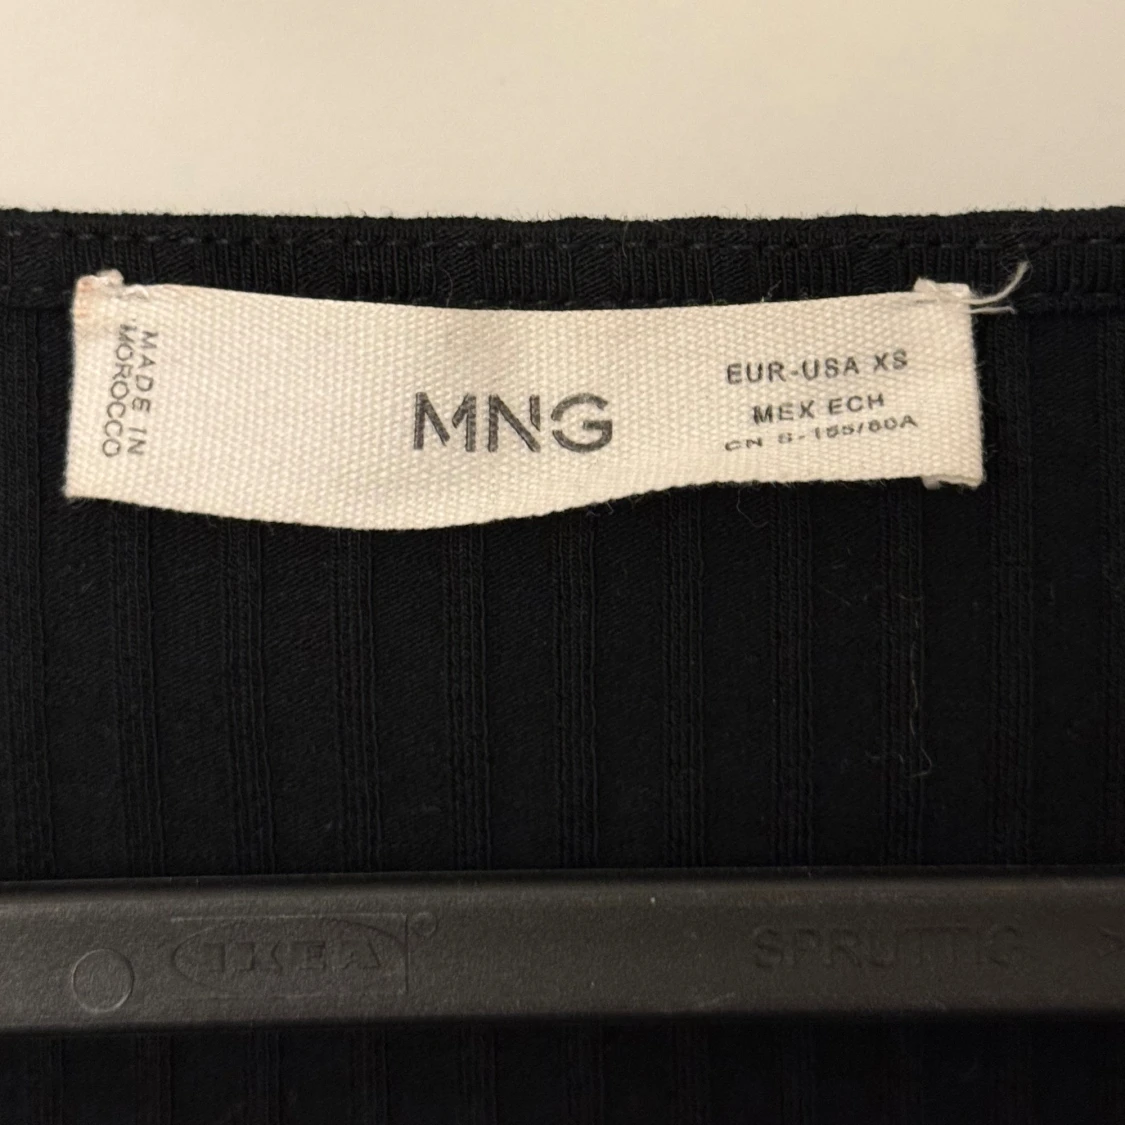 MADE IN
MOROCCO
MNG
EUR-USA XS
MEX ECH
CN S-155/80A
IKEA
SPRUTTIG